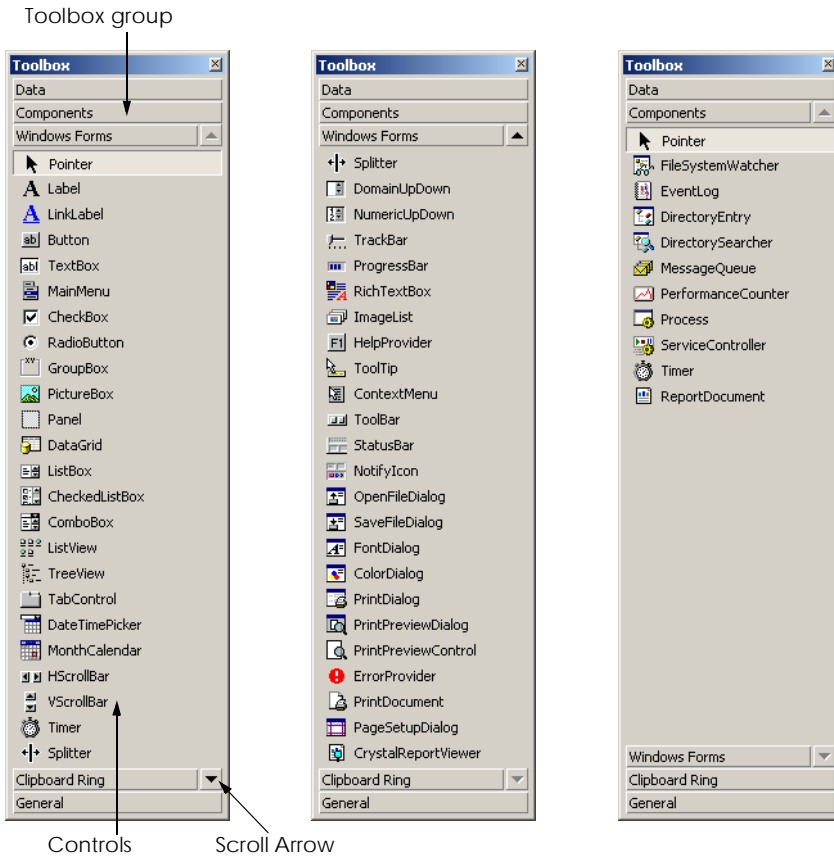 Toolbox group
Toolbox
Data
Components
Windows Forms
Pointer
Label
LinkLabel
Button
TextBox
MainMenu
CheckBox
RadioButton
GroupBox
PictureBox
Panel
DataGrid
ListBox
CheckedListBox
ComboBox
ListView
TreeView
TabControl
DateTimePicker
MonthCalendar
HScrollBar
VScrollBar
Timer
Splitter
Clipboard Ring
General
Controls
Scroll Arrow
Toolbox
Data
Components
Windows Forms
Splitter
DomainUpDown
NumericUpDown
TrackBar
ProgressBar
RichTextBox
ImageList
HelpProvider
ToolTip
ContextMenu
ToolBar
StatusBar
NotifyIcon
OpenFileDialog
SaveFileDialog
FontDialog
ColorDialog
PrintDialog
PrintPreviewDialog
PrintPreviewControl
ErrorProvider
PrintDocument
PageSetupDialog
CrystalReportViewer
Clipboard Ring
General
Toolbox
Data
Components
Pointer
FileSystemWatcher
EventLog
DirectoryEntry
DirectorySearcher
MessageQueue
PerformanceCounter
Process
ServiceController
Timer
ReportDocument
Windows Forms
Clipboard Ring
General